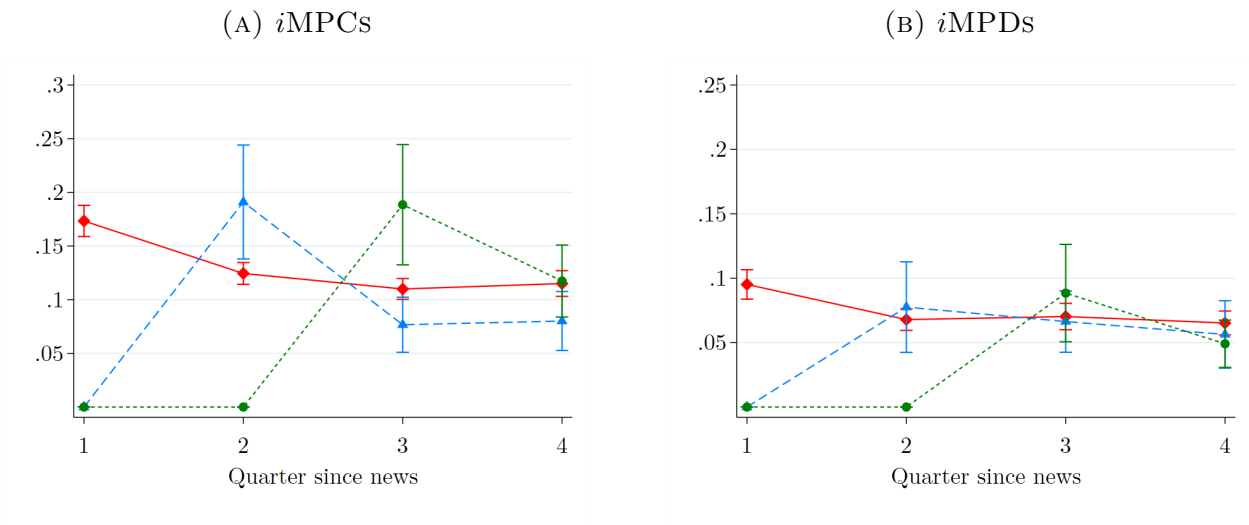 (A) iMPCs
.3
.25
.2
.15
.1
.05
1 2 3 4
Quarter since news
(B) iMPDs
.25
.2
.15
.1
.05
1 2 3 4
Quarter since news